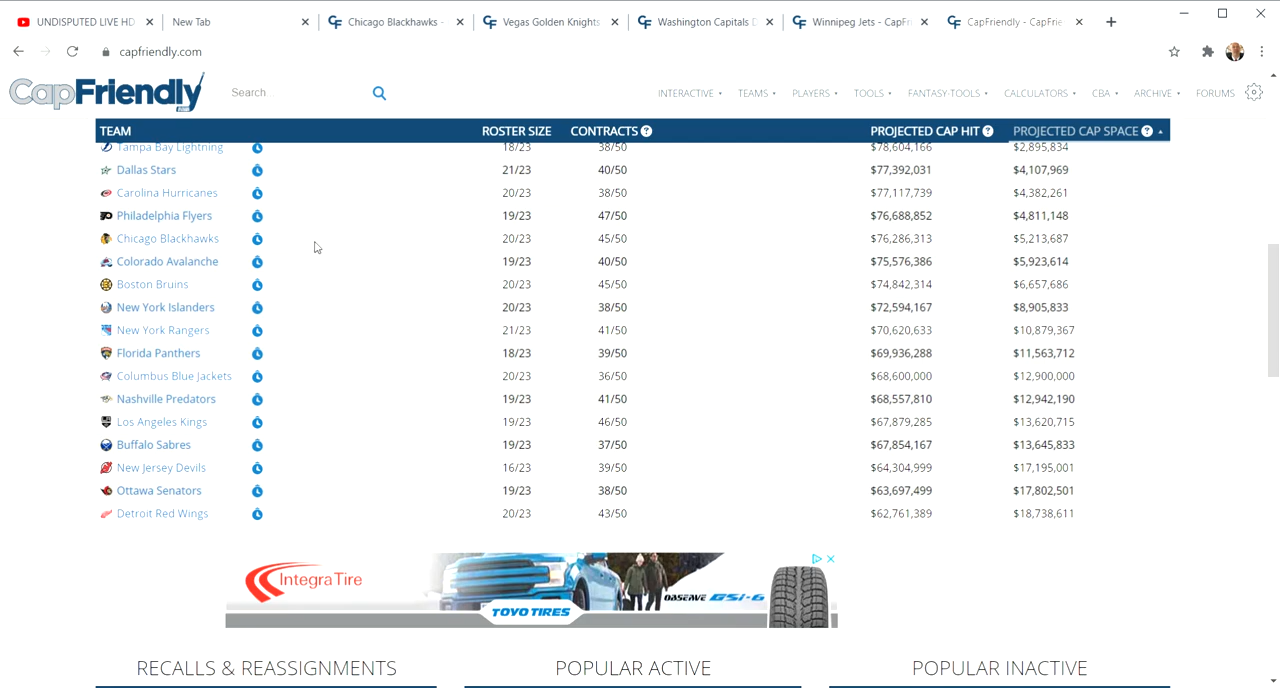 UNDISPUTED LIVE HD
New Tab
Chicago Blackhawks -
Vegas Golden Knights
Washington Capitals D
Winnipeg Jets - CapFri
CapFriendly - CapFrie
capfriendly.com
CapFriendly
.com
Search
INTERACTIVE
TEAMS
PLAYERS
TOOLS
FANTASY-TOOLS
CALCULATORS
CBA
ARCHIVE
FORUMS
TEAM ROSTER SIZE CONTRACTS ? PROJECTED CAP HIT ? PROJECTED CAP SPACE ?
Tampa Bay Lightning 18/23 38/50 $78,604,166 $2,895,834
Dallas Stars 21/23 40/50 $77,392,031 $4,107,969
Carolina Hurricanes 20/23 38/50 $77,117,739 $4,382,261
Philadelphia Flyers 19/23 47/50 $76,688,852 $4,811,148
Chicago Blackhawks 20/23 45/50 $76,286,313 $5,213,687
Colorado Avalanche 19/23 40/50 $75,576,386 $5,923,614
Boston Bruins 20/23 45/50 $74,842,314 $6,657,686
New York Islanders 20/23 38/50 $72,594,167 $8,905,833
New York Rangers 21/23 41/50 $70,620,633 $10,879,367
Florida Panthers 18/23 39/50 $69,936,288 $11,563,712
Columbus Blue Jackets 20/23 36/50 $68,600,000 $12,900,000
Nashville Predators 19/23 41/50 $68,557,810 $12,942,190
Los Angeles Kings 19/23 46/50 $67,879,285 $13,620,715
Buffalo Sabres 19/23 37/50 $67,854,167 $13,645,833
New Jersey Devils 16/23 39/50 $64,304,999 $17,195,001
Ottawa Senators 19/23 38/50 $63,697,499 $17,802,501
Detroit Red Wings 20/23 43/50 $62,761,389 $18,738,611
Integra Tire
TOYO TIRES
OBSERVE GSi-6
RECALLS & REASSIGNMENTS
POPULAR ACTIVE
POPULAR INACTIVE